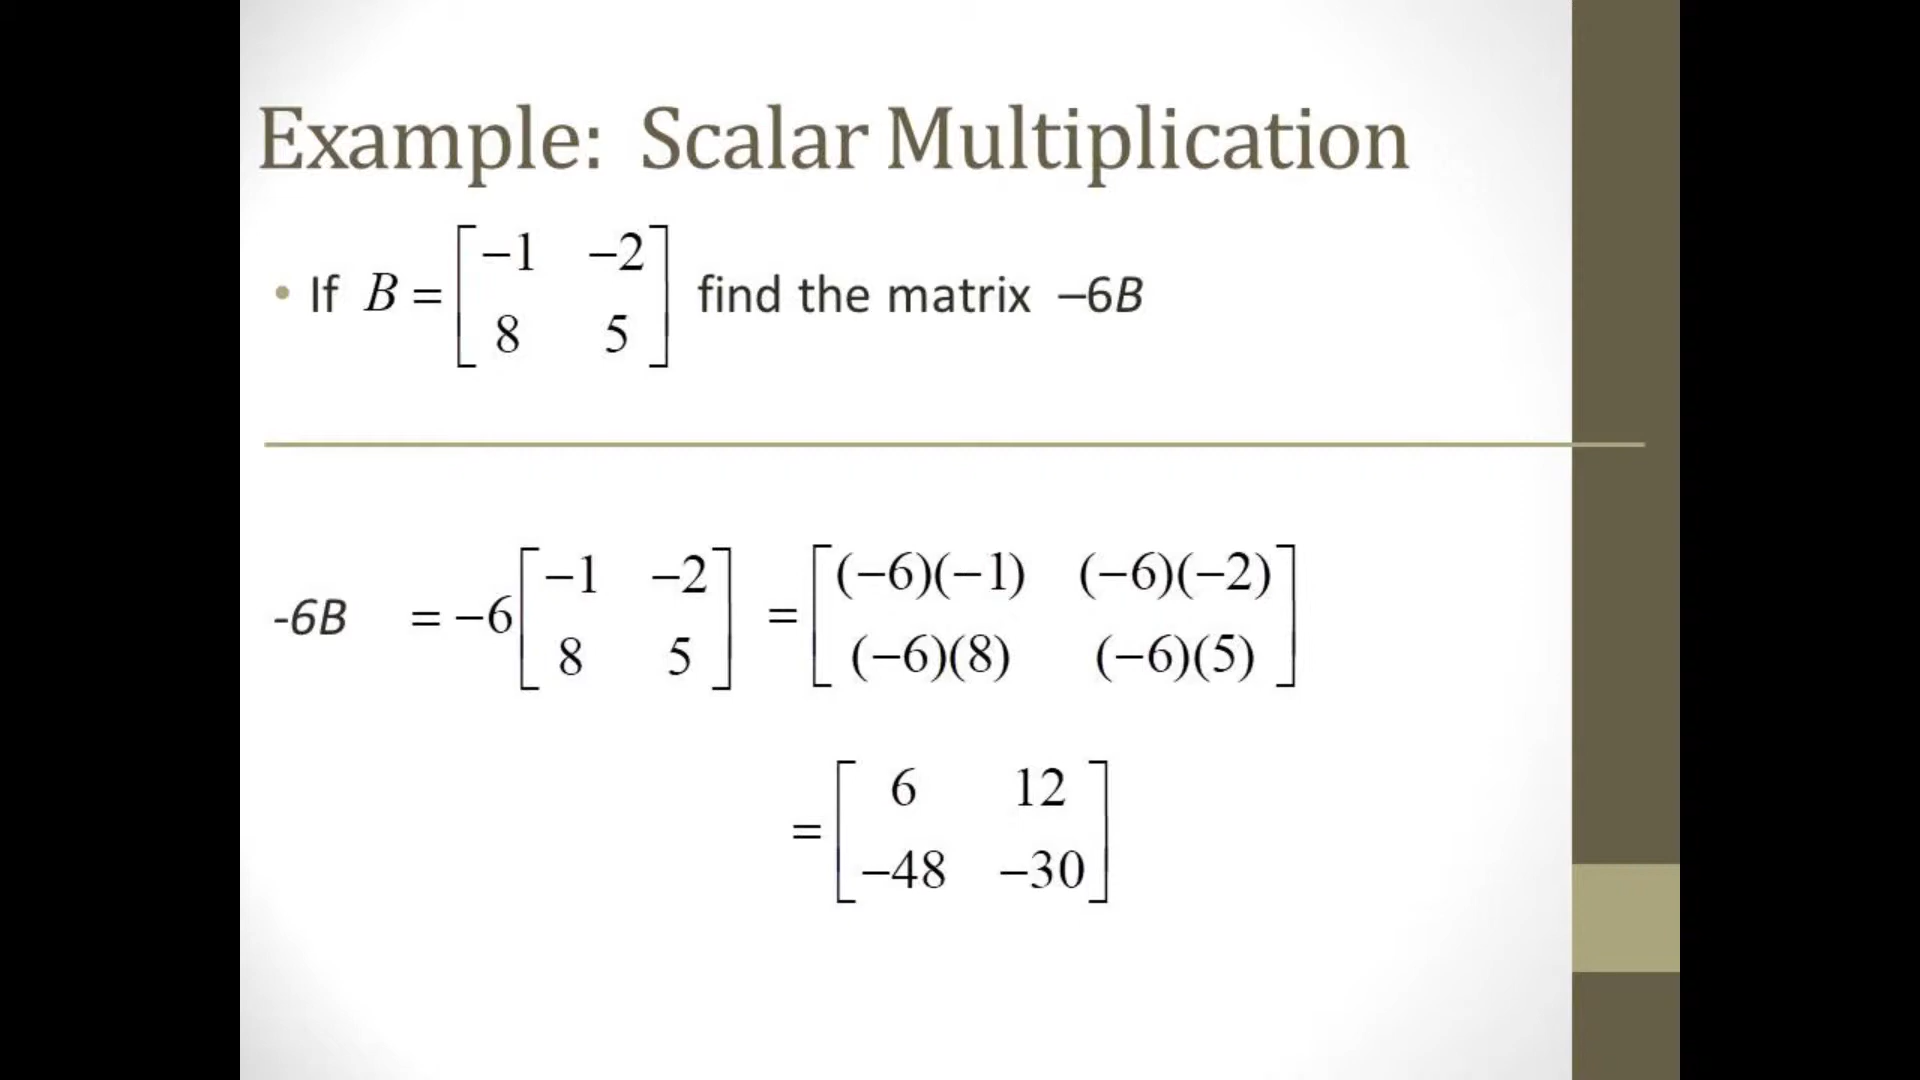 Example: Scalar Multiplication
• If B = [ −1 −2 ; 8 5 ] find the matrix –6B
-6B = −6 [ −1 −2 ; 8 5 ] = [ (−6)(−1) (−6)(−2) ; (−6)(8) (−6)(5) ]
= [ 6 12 ; −48 −30 ]